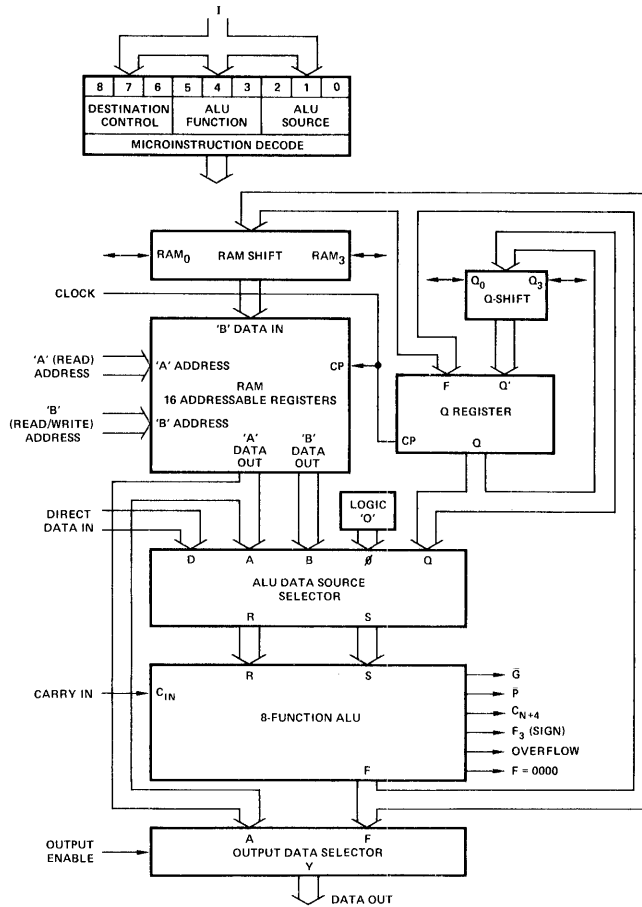 I
8 7 6 5 4 3 2 1 0
DESTINATION CONTROL
ALU FUNCTION
ALU SOURCE
MICROINSTRUCTION DECODE
RAM₀ RAM SHIFT RAM₃
Q₀ Q₃
Q-SHIFT
CLOCK
'B' DATA IN
'A' (READ)
ADDRESS
'A' ADDRESS
CP
RAM
16 ADDRESSABLE REGISTERS
'B'
(READ/WRITE)
ADDRESS
'B' ADDRESS
'A'
DATA
OUT
'B'
DATA
OUT
F Q'
Q REGISTER
CP Q
DIRECT
DATA IN
LOGIC
'O'
D A B Ø Q
ALU DATA SOURCE
SELECTOR
R S
R S
CARRY IN
C_IN
8-FUNCTION ALU
F
G̅
P̅
C_N+4
F₃ (SIGN)
OVERFLOW
F = 0000
A F
OUTPUT
ENABLE
OUTPUT DATA SELECTOR
Y
DATA OUT